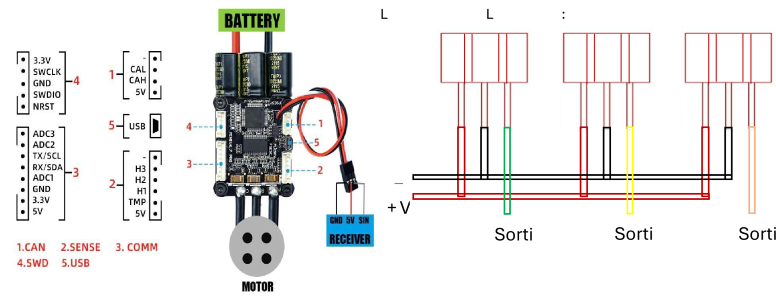 BATTERY
3.3V
SWCLK
GND
SWDIO
NRST
4
1
-
CAL
CAH
5V
5
USB
ADC3
ADC2
TX/SCL
RX/SDA
ADC1
GND
3.3V
5V
3
2
-
H3
H2
H1
TMP
5V
4
3
1
5
2
GND 5V SIN
RECEIVER
MOTOR
1.CAN 2.SENSE 3. COMM
4.SWD 5.USB
L L :
_
+ V
Sorti Sorti Sorti